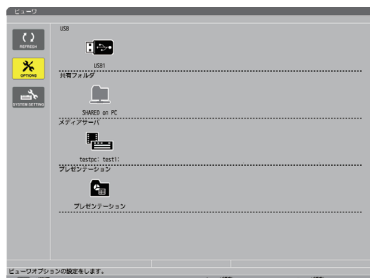 ビューワ
REFRESH
OPTIONS
SYSTEM SETTING
USB
USB1
共有フォルダ
SHARED on PC
メディアサーバ
testpc: test1:
プレゼンテーション
プレゼンテーション
ビューワオプションの設定をします。